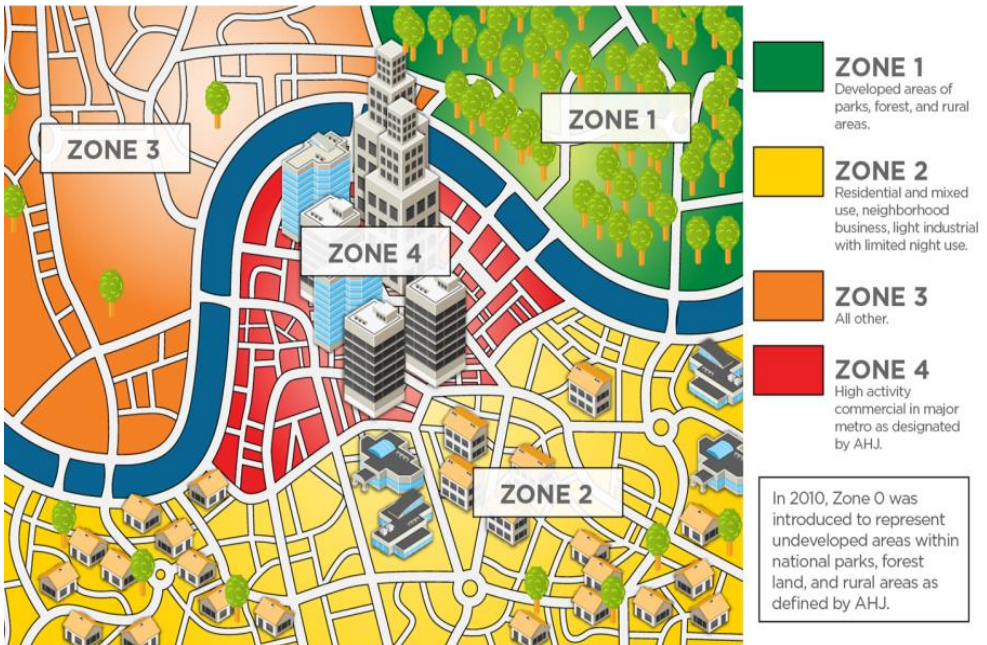 ZONE 3
ZONE 1
ZONE 4
ZONE 2
ZONE 1
Developed areas of
parks, forest, and rural
areas.
ZONE 2
Residential and mixed
use, neighborhood
business, light industrial
with limited night use.
ZONE 3
All other.
ZONE 4
High activity
commercial in major
metro as designated
by AHJ.
In 2010, Zone 0 was
introduced to represent
undeveloped areas within
national parks, forest
land, and rural areas as
defined by AHJ.